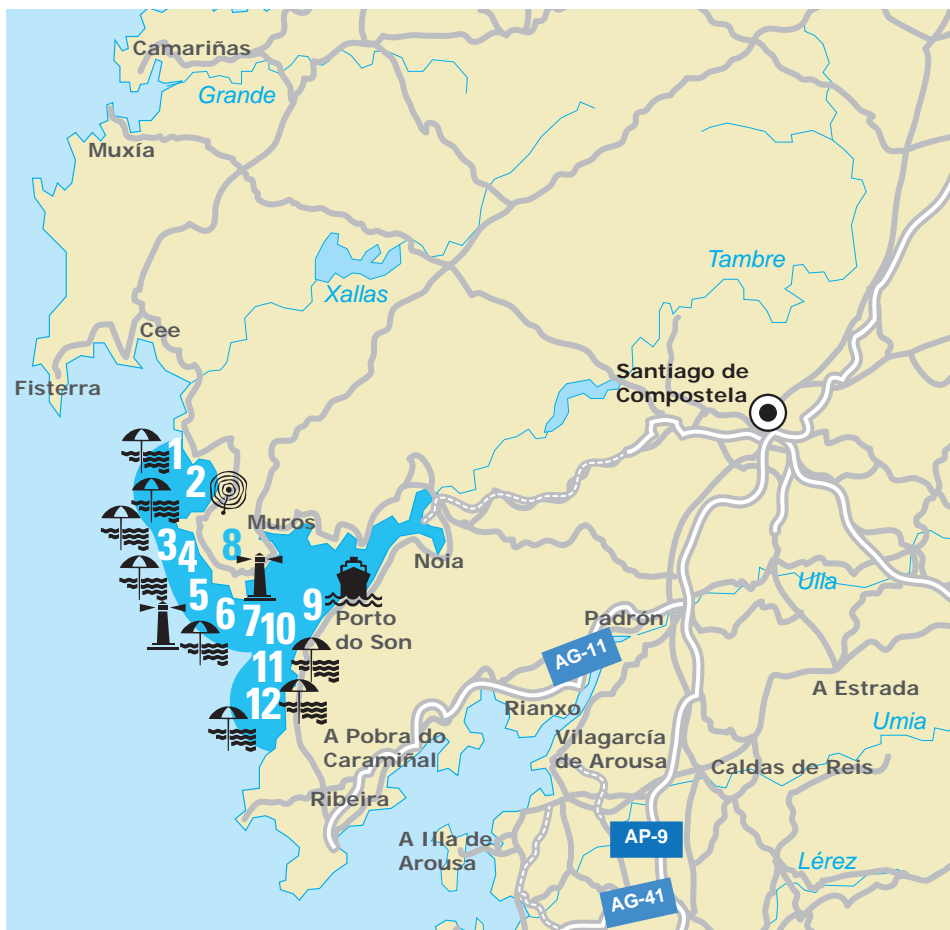 Camariñas
Grande
Muxía
Tambre
Xallas
Cee
Santiago de
Compostela
Fisterra
1
2
Muros
3
4
8
Noia
5
6
7
9
10
Porto
do Son
Ulla
Padrón
11
AG-11
12
A Estrada
Rianxo
Umia
A Pobra do
Caramiñal
Vilagarcía
de Arousa
Caldas de Reis
Ribeira
A Illa de
Arousa
AP-9
Lérez
AG-41